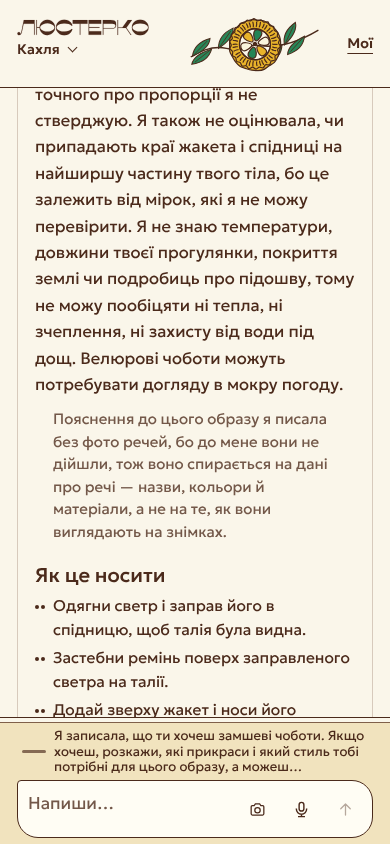 ЛЮСТЕРКО
Кахля
Мої
точного про пропорції я не
стверджую. Я також не оцінювала, чи
припадають краї жакета і спідниці на
найширшу частину твого тіла, бо це
залежить від мірок, які я не можу
перевірити. Я не знаю температури,
довжини твоєї прогулянки, покриття
землі чи подробиць про підошву, тому
не можу пообіцяти ні тепла, ні
зчеплення, ні захисту від води під
дощ. Велюрові чоботи можуть
потребувати догляду в мокру погоду.
Пояснення до цього образу я писала
без фото речей, бо до мене вони не
дійшли, тож воно спирається на дані
про речі — назви, кольори й
матеріали, а не на те, як вони
виглядають на знімках.
Як це носити
•• Одягни светр і заправ його в
спідницю, щоб талія була видна.
•• Застебни ремінь поверх заправленого
светра на талії.
•• Додай зверху жакет і носи його
Я записала, що ти хочеш замшеві чоботи. Якщо
хочеш, розкажи, які прикраси і який стиль тобі
потрібні для цього образу, а можеш…
Напиши…